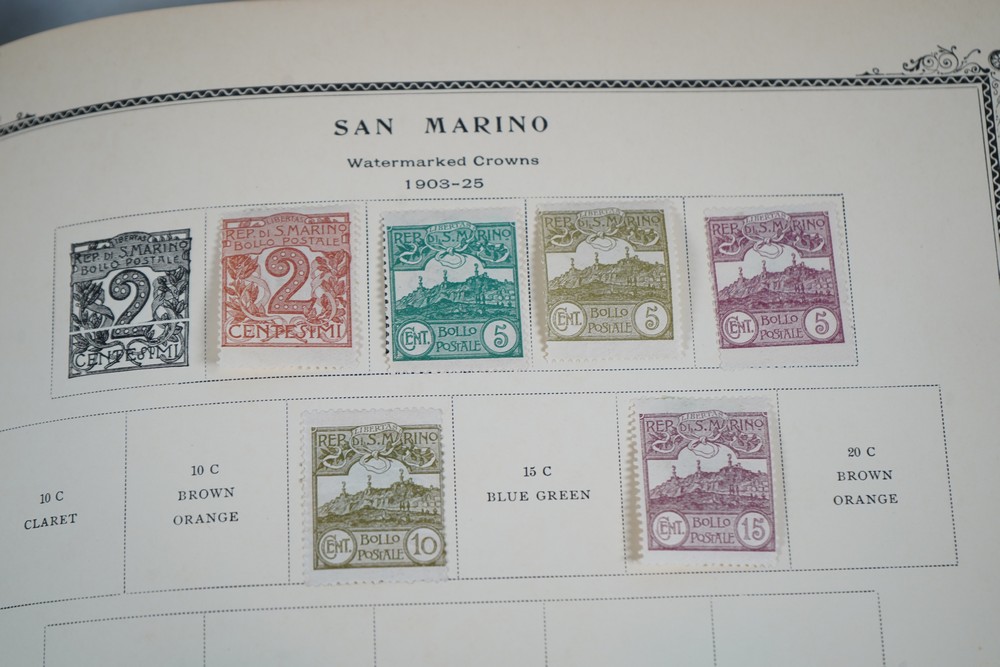 SAN MARINO
Watermarked Crowns
1903-25
LIBERTAS
REP. DI S. MARINO
BOLLO POSTALE
2
CENTESIMI
LIBERTAS
REP. DI S. MARINO
BOLLO POSTALE
2
CENTESIMI
LIBERTAS
REP. DI S. MARINO
CENT.
BOLLO
POSTALE
5
LIBERTAS
REP. DI S. MARINO
CENT.
BOLLO
POSTALE
5
LIBERTAS
REP. DI S. MARINO
CENT.
BOLLO
POSTALE
5
10 C
CLARET
10 C
BROWN
ORANGE
LIBERTAS
REP. DI S. MARINO
CENT.
BOLLO
POSTALE
10
15 C
BLUE GREEN
LIBERTAS
REP. DI S. MARINO
CENT.
BOLLO
POSTALE
15
20 C
BROWN
ORANGE